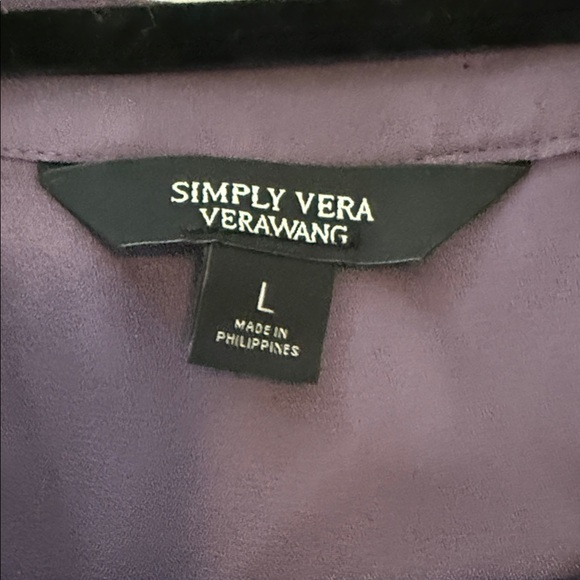 SIMPLY VERA
VERAWANG
L
MADE IN
PHILIPPINES